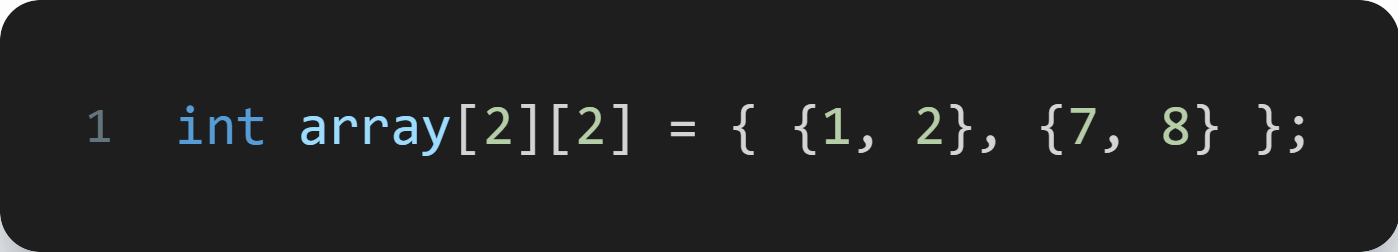 1 int array[2][2] = { {1, 2}, {7, 8} };